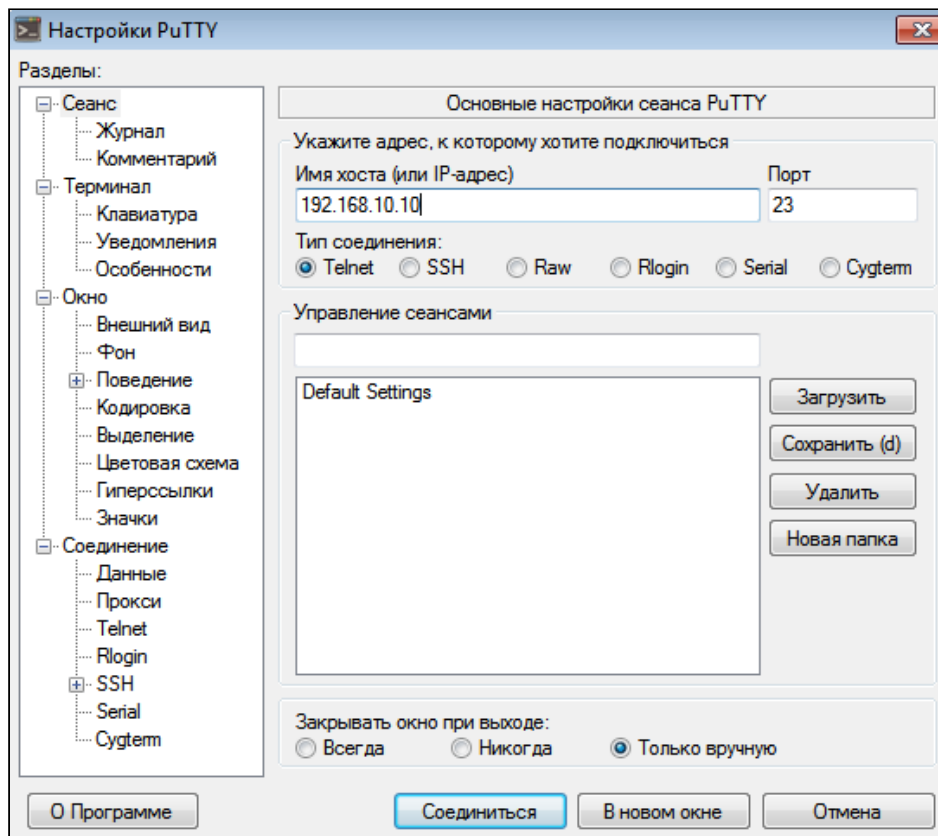 Настройки PuTTY
Разделы:
Сеанс
Журнал
Комментарий
Терминал
Клавиатура
Уведомления
Особенности
Окно
Внешний вид
Фон
Поведение
Кодировка
Выделение
Цветовая схема
Гиперссылки
Значки
Соединение
Данные
Прокси
Telnet
Rlogin
SSH
Serial
Cygterm
Основные настройки сеанса PuTTY
Укажите адрес, к которому хотите подключиться
Имя хоста (или IP-адрес) Порт
192.168.10.10 23
Тип соединения:
Telnet SSH Raw Rlogin Serial Cygterm
Управление сеансами
Default Settings
Загрузить
Сохранить (d)
Удалить
Новая папка
Закрывать окно при выходе:
Всегда Никогда Только вручную
О Программе Соединиться В новом окне Отмена